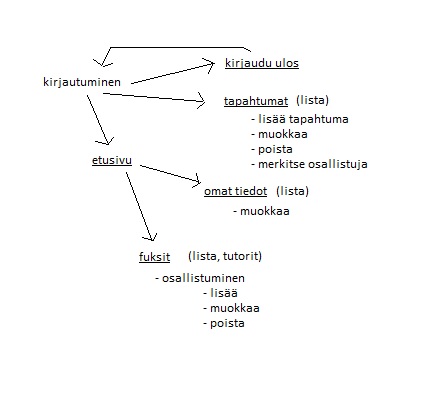 kirjaudu ulos
kirjautuminen
tapahtumat (lista)
- lisää tapahtuma
- muokkaa
- poista
- merkitse osallistuja
etusivu
omat tiedot (lista)
- muokkaa
fuksit (lista, tutorit)
- osallistuminen
- lisää
- muokkaa
- poista